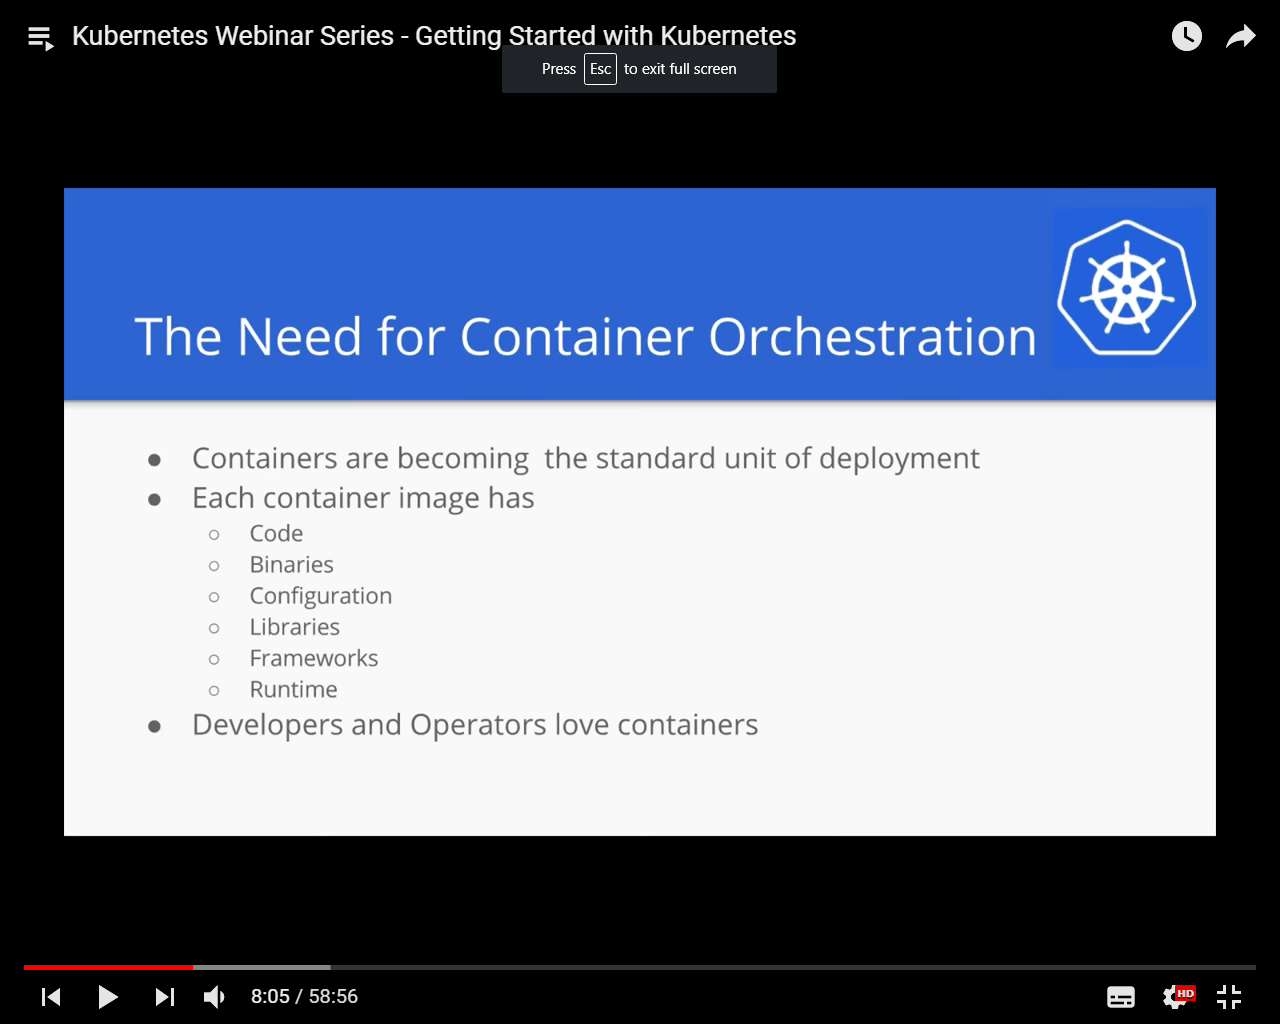 Kubernetes Webinar Series - Getting Started with Kubernetes
Press Esc to exit full screen
The Need for Container Orchestration
● Containers are becoming  the standard unit of deployment
● Each container image has
○ Code
○ Binaries
○ Configuration
○ Libraries
○ Frameworks
○ Runtime
● Developers and Operators love containers
8:05 / 58:56
HD